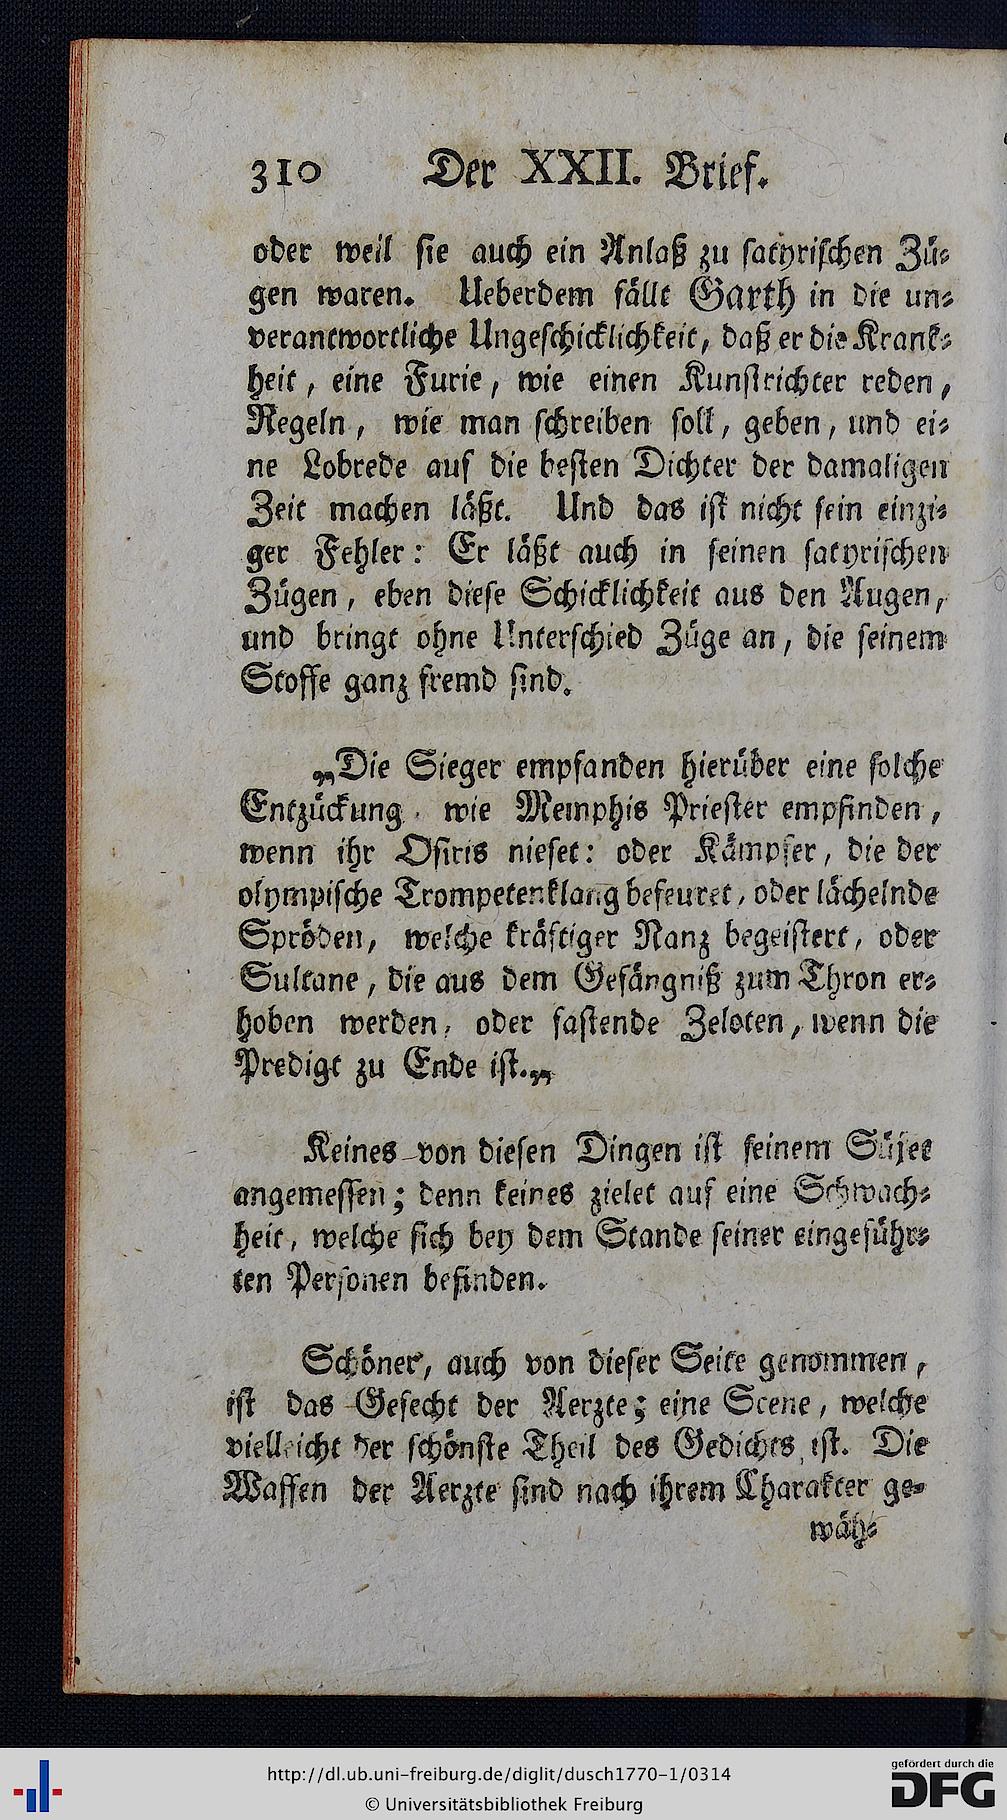 310 Der XXII. Brief.
oder weil sie auch ein Anlaß zu satyrischen Zü-
gen waren. Ueberdem fällt Garth in die un-
verantwortliche Ungeschicklichkeit, daß er die Krank-
heit, eine Furie, wie einen Kunstrichter reden,
Regeln, wie man schreiben soll, geben, und ei-
ne Lobrede auf die besten Dichter der damaligen
Zeit machen läßt. Und das ist nicht sein einzi-
ger Fehler: Er läßt auch in seinen satyrischen
Zügen, eben diese Schicklichkeit aus den Augen,
und bringt ohne Unterschied Züge an, die seinem
Stoffe ganz fremd sind.
„Die Sieger empfanden hierüber eine solche
Entzückung, wie Memphis Priester empfinden,
wenn ihr Osiris nieset: oder Kämpfer, die der
olympische Trompetenklang befeuret, oder lächelnde
Spröden, welche kräftiger Nanz begeistert, oder
Sultane, die aus dem Gefängniß zum Thron er-
hoben werden, oder fastende Zeloten, wenn die
Predigt zu Ende ist.„
Keines von diesen Dingen ist seinem Süjet
angemessen; denn keines zielet auf eine Schwach-
heit, welche sich bey dem Stande seiner eingeführ-
ten Personen befinden.
Schöner, auch von dieser Seite genommen,
ist das Gefecht der Aerzte; eine Scene, welche
vielleicht der schönste Theil des Gedichts ist. Die
Waffen der Aerzte sind nach ihrem Charakter ge-
wäh-
http://dl.ub.uni-freiburg.de/diglit/dusch1770-1/0314
© Universitätsbibliothek Freiburg
gefördert durch die
DFG